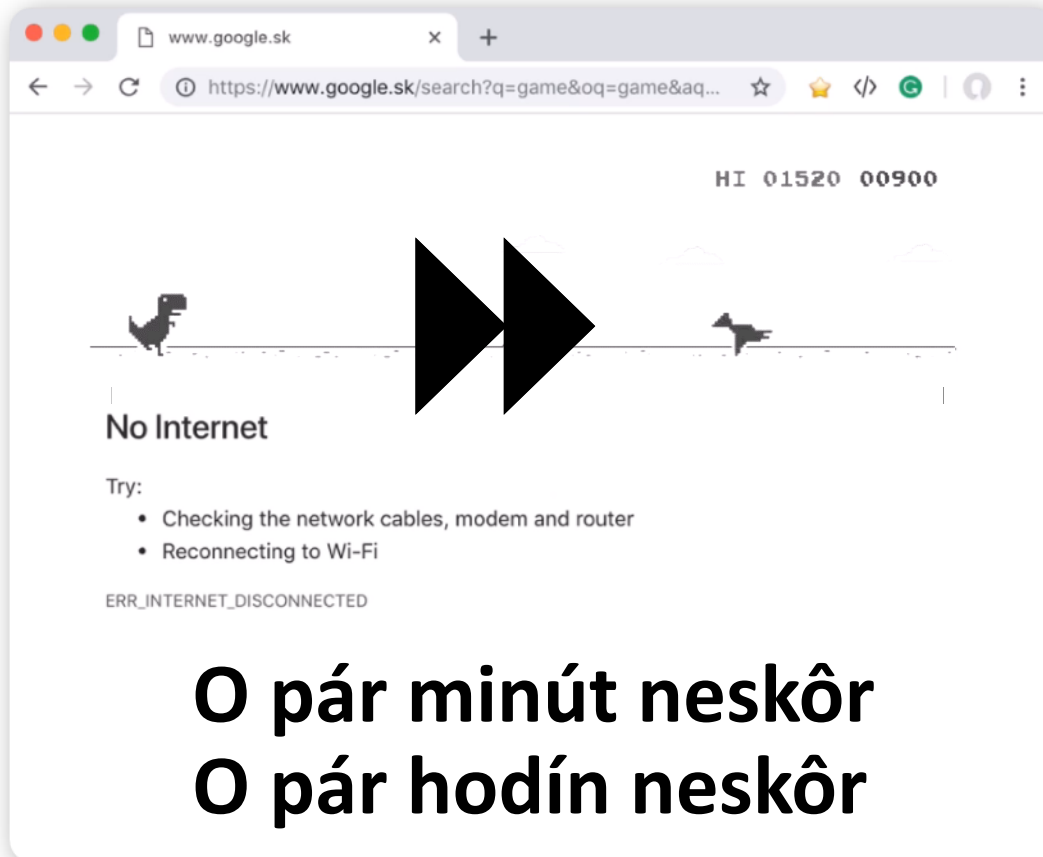 www.google.sk
https://www.google.sk/search?q=game&oq=game&aq...
HI 01520 00900
No Internet
Try:
• Checking the network cables, modem and router
• Reconnecting to Wi-Fi
ERR_INTERNET_DISCONNECTED
O pár minút neskôr
O pár hodín neskôr